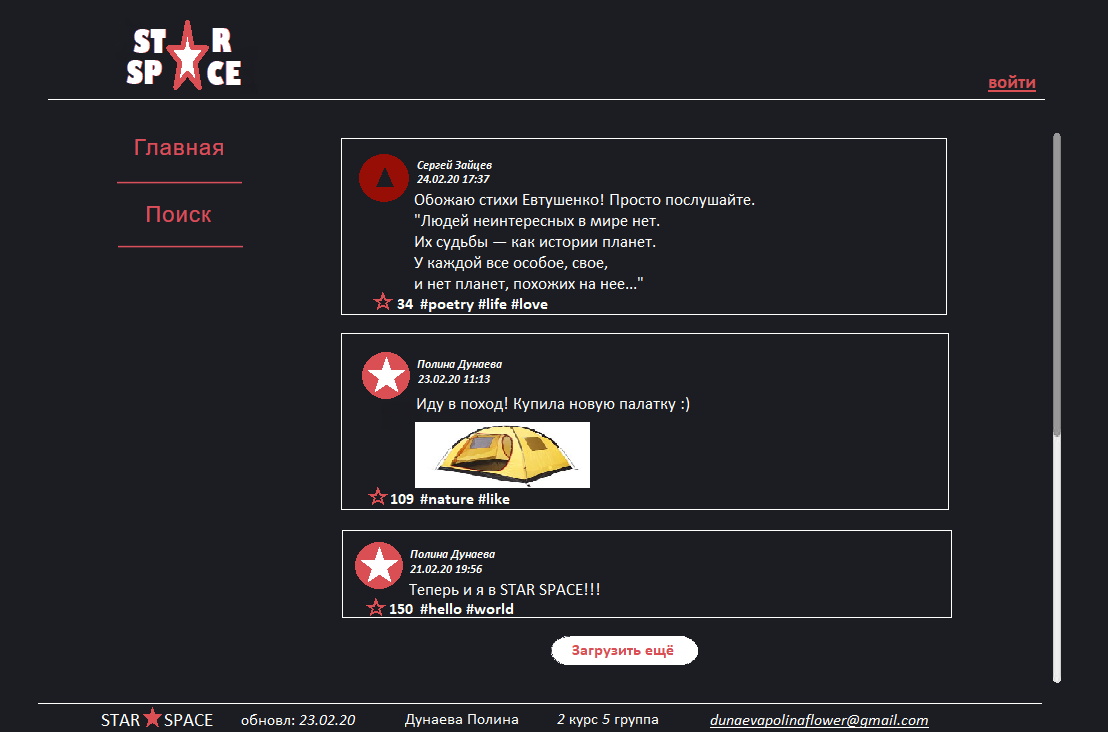 ST R
SP CE
войти
Главная
Поиск
Сергей Зайцев
24.02.20 17:37
Обожаю стихи Евтушенко! Просто послушайте.
"Людей неинтересных в мире нет.
Их судьбы — как истории планет.
У каждой все особое, свое,
и нет планет, похожих на нее..."
34 #poetry #life #love
Полина Дунаева
23.02.20 11:13
Иду в поход! Купила новую палатку :)
109 #nature #like
Полина Дунаева
21.02.20 19:56
Теперь и я в STAR SPACE!!!
150 #hello #world
Загрузить ещё
STAR SPACE обновл: 23.02.20 Дунаева Полина 2 курс 5 группа dunaevapolinaflower@gmail.com